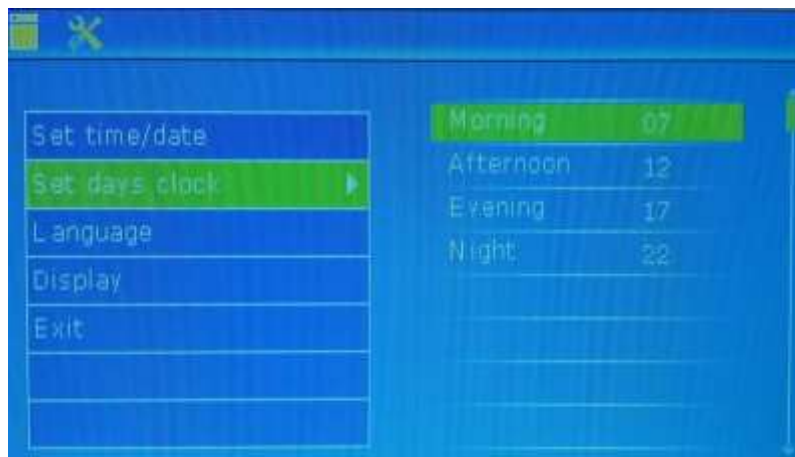 Set time/date
Set days clock
Language
Display
Exit
Morning 07
Afternoon 12
Evening 17
Night 22